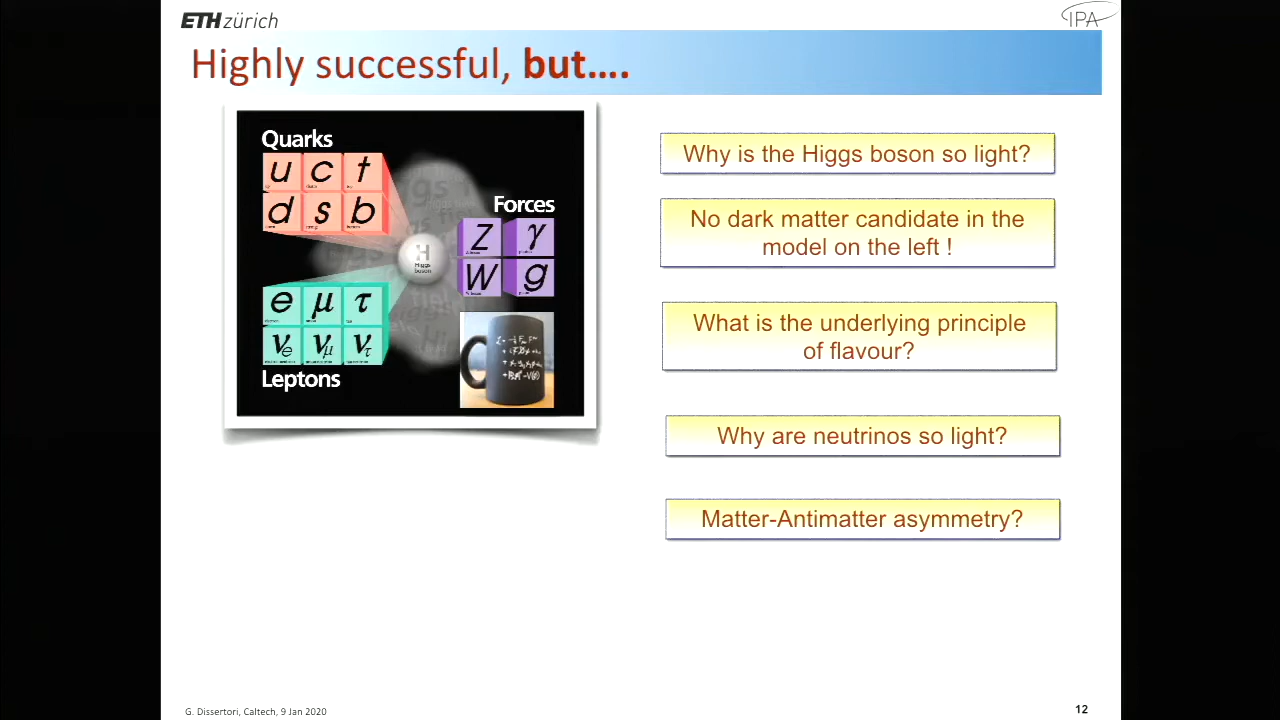 ETH zürich
IPA
Highly successful, but....
Quarks
u c t
d s b
Forces
Z γ
W g
H
Higgs
boson
e μ τ
νe νμ ντ
Leptons
Why is the Higgs boson so light?
No dark matter candidate in the
model on the left !
What is the underlying principle
of flavour?
Why are neutrinos so light?
Matter-Antimatter asymmetry?
G. Dissertori, Caltech, 9 Jan 2020
12